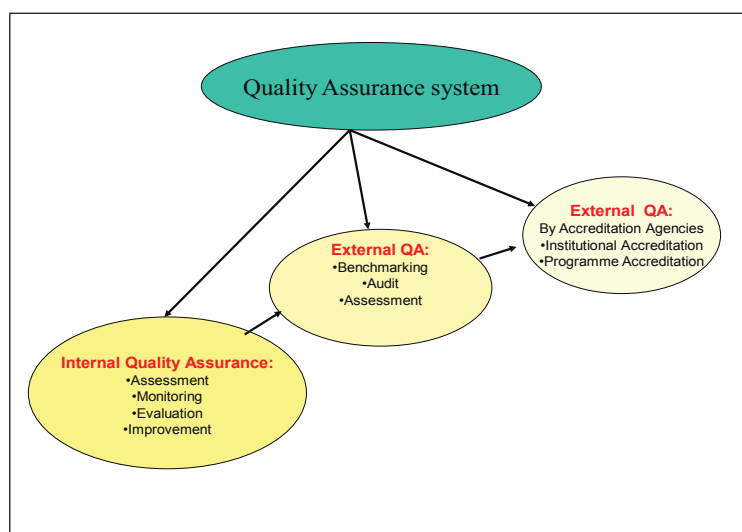 Quality Assurance system
External QA:
By Accreditation Agencies
•Institutional Accreditation
•Programme Accreditation
External QA:
•Benchmarking
•Audit
•Assessment
Internal Quality Assurance:
•Assessment
•Monitoring
•Evaluation
•Improvement